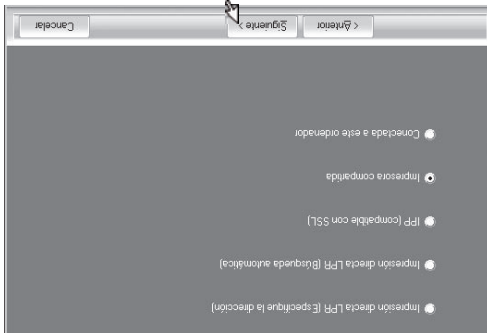 Impresión directa LPR (Especifique la dirección)
Impresión directa LPR (Búsqueda automática)
IPP (compatible con SSL)
Impresora compartida
Conectada a este ordenador
< Anterior
Siguiente >
Cancelar